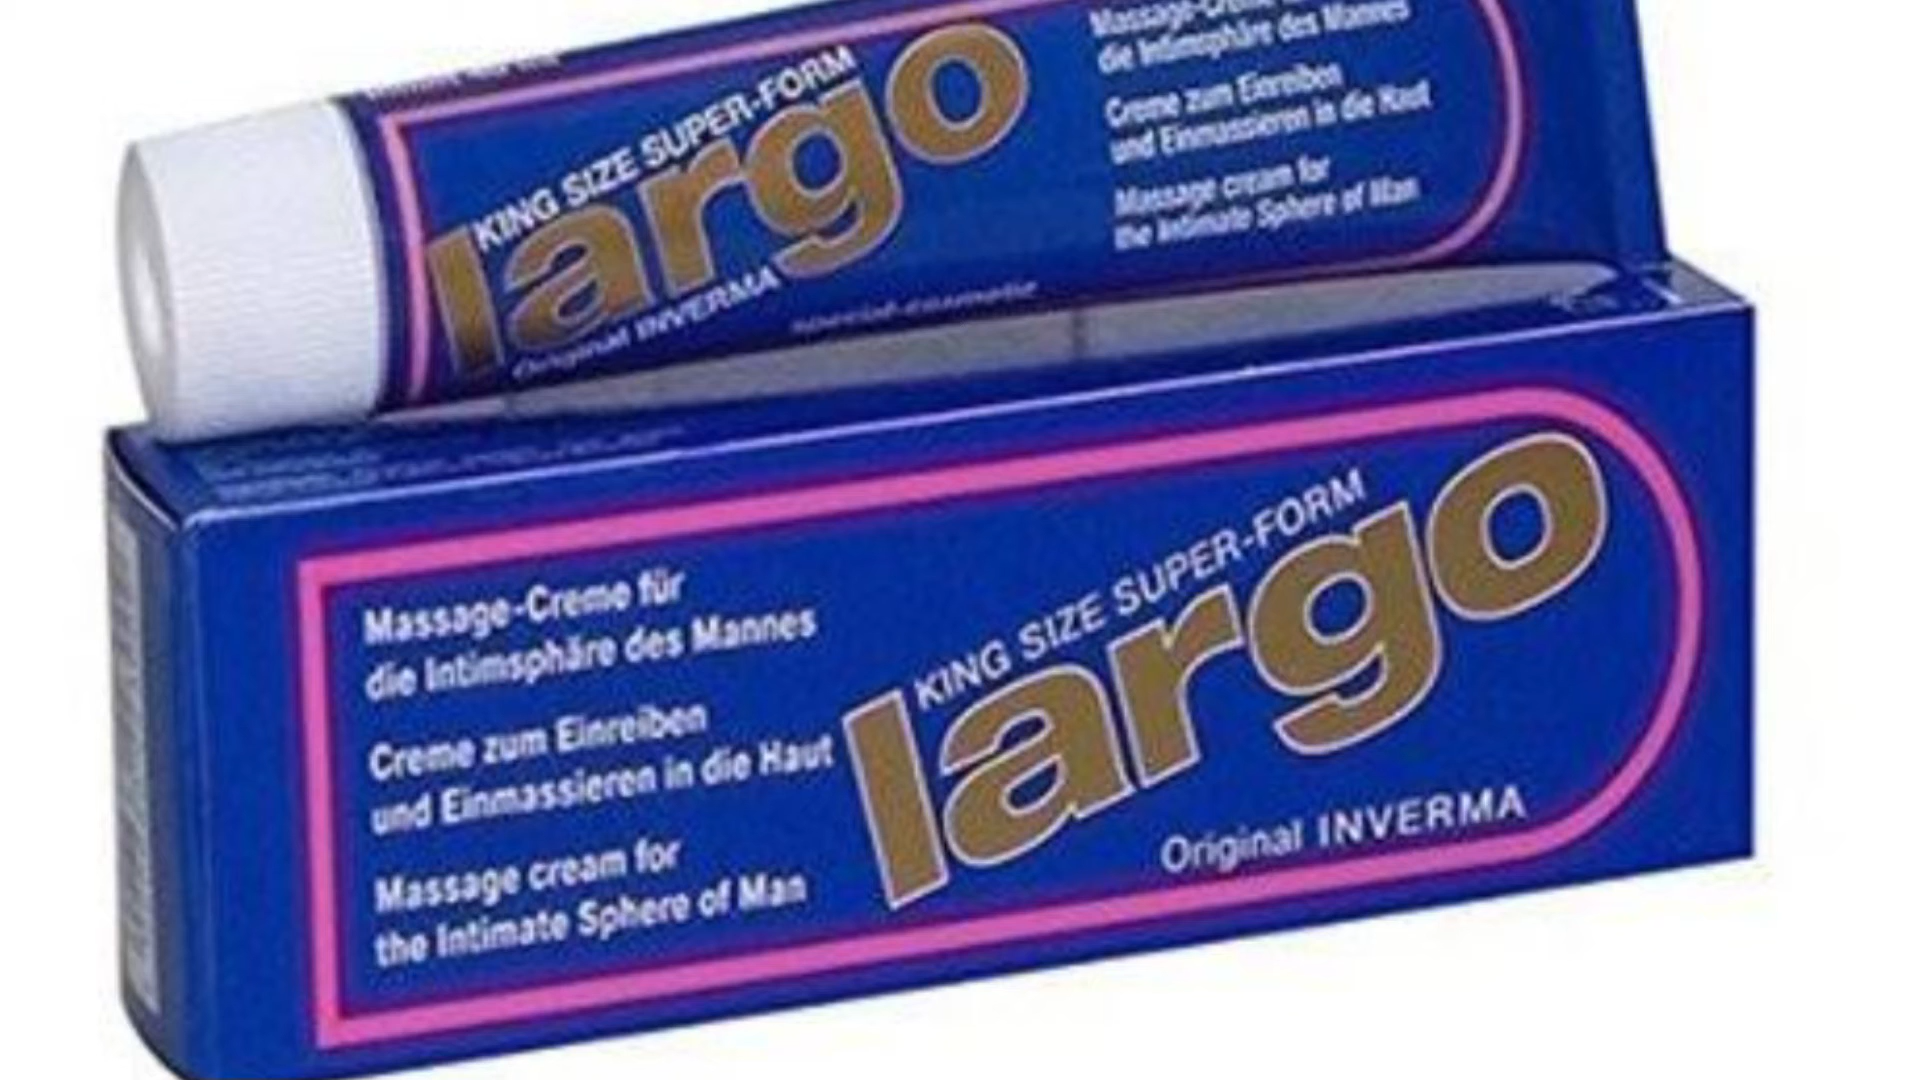 KING SIZE SUPER-FORM
largo
Original INVERMA
special-cosmetic
Massage-Creme
die Intimsphäre des Mannes
Creme zum Einreiben
und Einmassieren in die Haut
Massage cream for
the Intimate Sphere of Man
Massage-Creme für
die Intimsphäre des Mannes
Creme zum Einreiben
und Einmassieren in die Haut
Massage cream for
the Intimate Sphere of Man
KING SIZE SUPER-FORM
largo
Original INVERMA